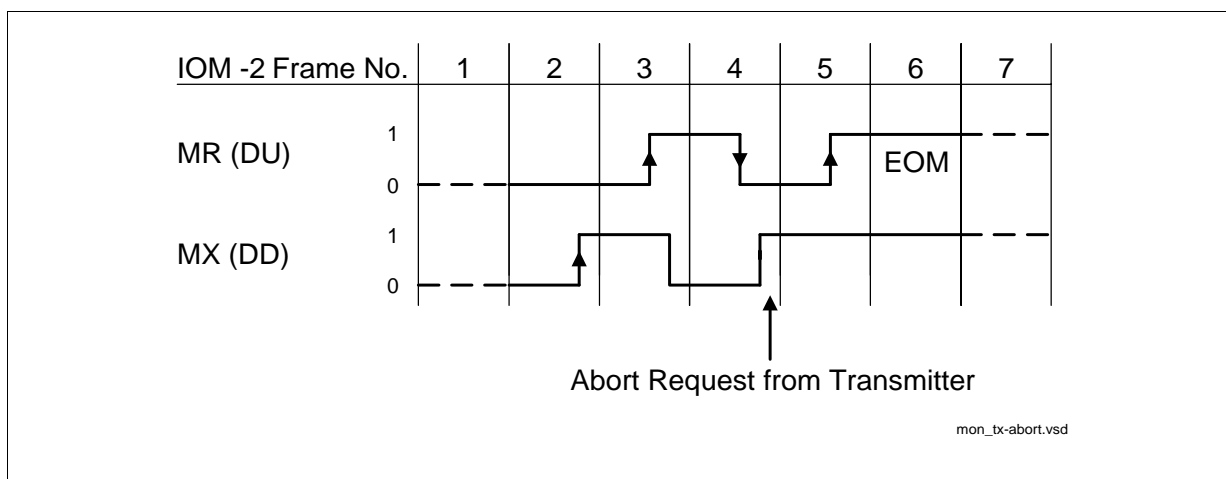 IOM -2 Frame No. 1 2 3 4 5 6 7
1
MR (DU)
0
EOM
1
MX (DD)
0
Abort Request from Transmitter
mon_tx-abort.vsd